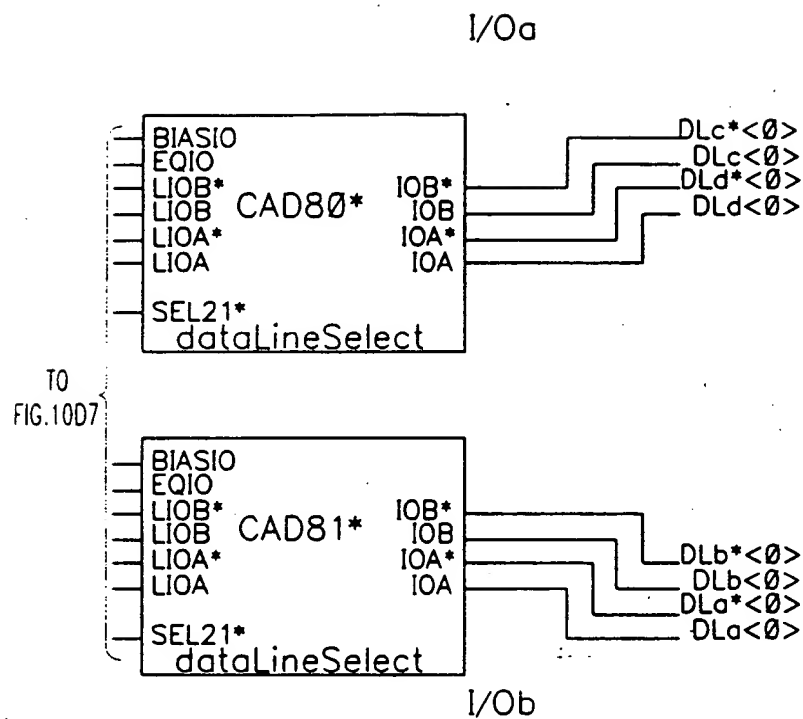 I/Oa
BIASIO
EQIO
LIOB*
LIOB
LIOA*
LIOA
SEL21*
CAD8Ø*
IOB*
IOB
IOA*
IOA
dataLineSelect
DLc*<Ø>
DLc<Ø>
DLd*<Ø>
DLd<Ø>
TO
FIG.10D7
BIASIO
EQIO
LIOB*
LIOB
LIOA*
LIOA
SEL21*
CAD81*
IOB*
IOB
IOA*
IOA
dataLineSelect
DLb*<Ø>
DLb<Ø>
DLa*<Ø>
DLa<Ø>
I/Ob